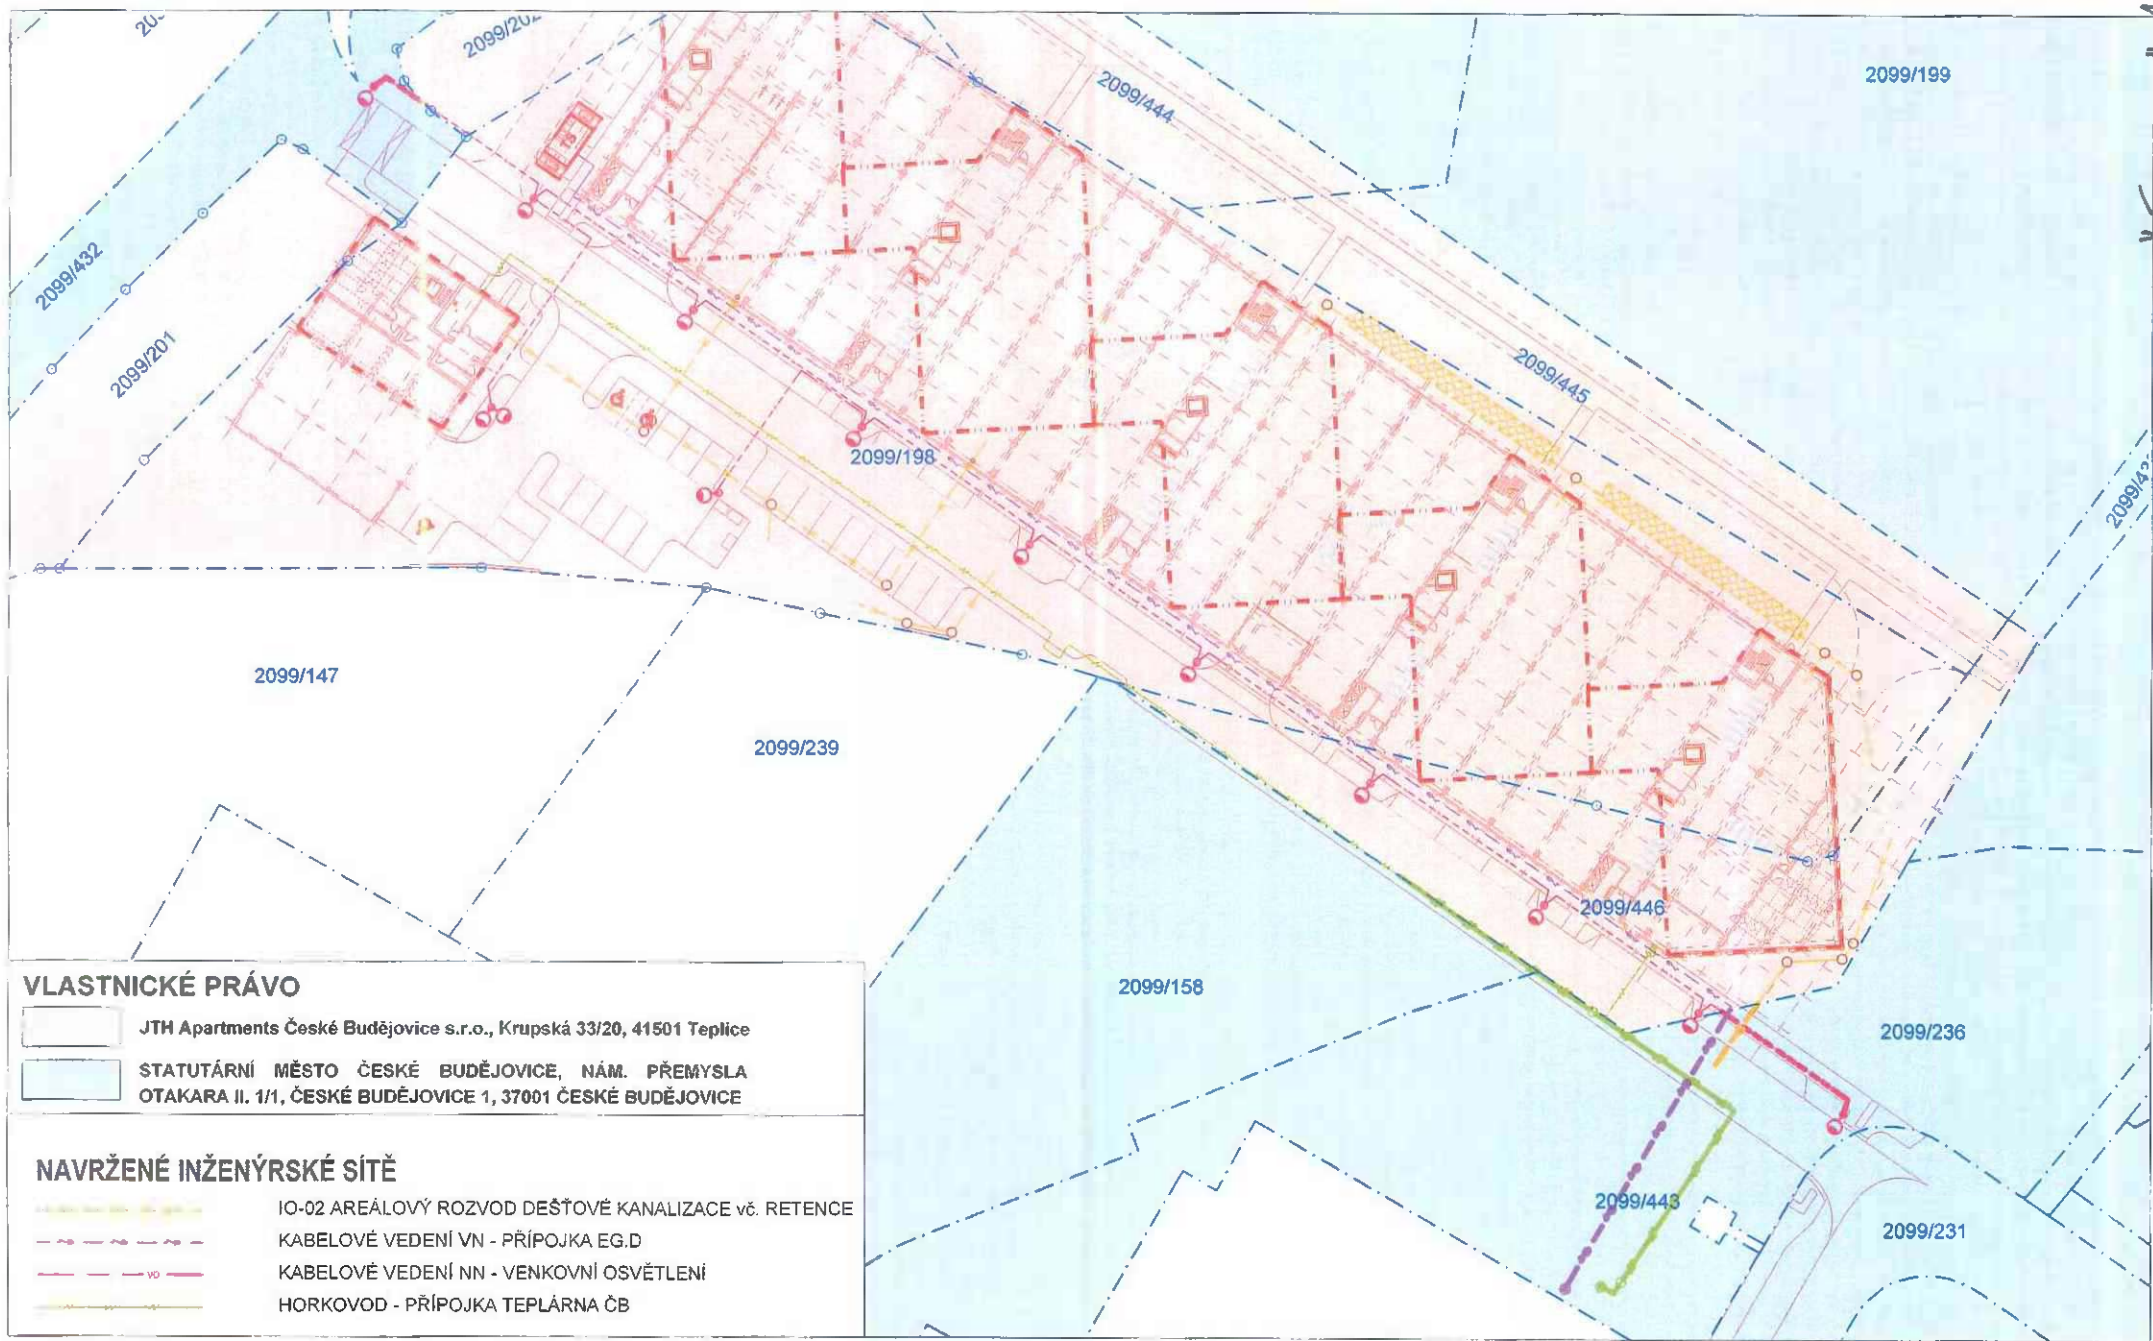 2099/202
2099/199
2099/444
2099/432
2099/201
2099/445
2099/198
2099/147
2099/239
2099/446
2099/158
2099/236
2099/443
2099/231
TS
VLASTNICKÉ PRÁVO
JTH Apartments České Budějovice s.r.o., Krupská 33/20, 41501 Teplice
STATUTÁRNÍ MĚSTO ČESKÉ BUDĚJOVICE, NÁM. PŘEMYSLA
OTAKARA II. 1/1, ČESKÉ BUDĚJOVICE 1, 37001 ČESKÉ BUDĚJOVICE
NAVRŽENÉ INŽENÝRSKÉ SÍTĚ
IO-02 AREÁLOVÝ ROZVOD DEŠŤOVÉ KANALIZACE vč. RETENCE
KABELOVÉ VEDENÍ VN - PŘÍPOJKA EG.D
VO
KABELOVÉ VEDENÍ NN - VENKOVNÍ OSVĚTLENÍ
HORKOVOD - PŘÍPOJKA TEPLÁRNA ČB